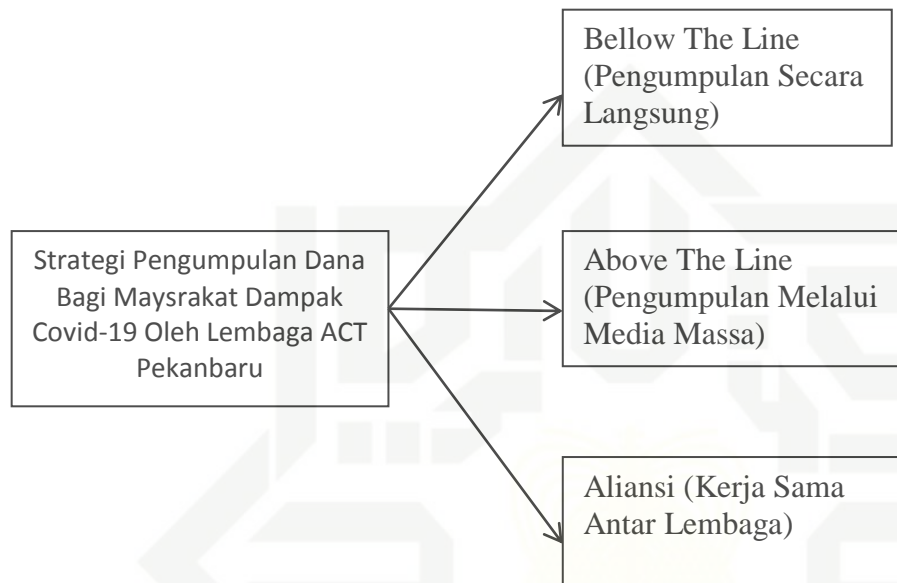 Bellow The Line
(Pengumpulan Secara
Langsung)
Strategi Pengumpulan Dana
Bagi Maysrakat Dampak
Covid-19 Oleh Lembaga ACT
Pekanbaru
Above The Line
(Pengumpulan Melalui
Media Massa)
Aliansi (Kerja Sama
Antar Lembaga)